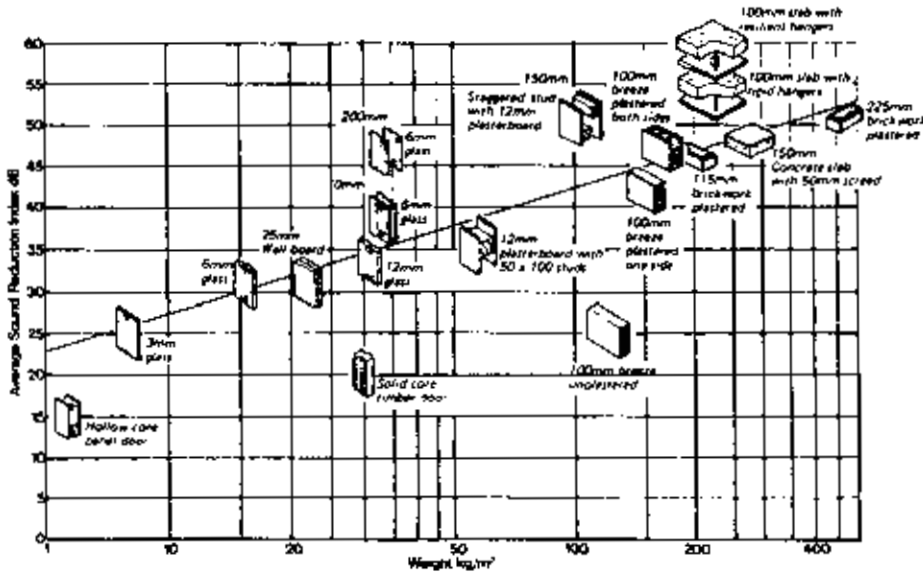 100mm slab with
resilient hangers
100mm slab with
rigid hangers
225mm
brickwork
plastered
150mm
Staggered stud
with 12mm
plasterboard
100mm
breeze
plastered
both sides
200mm
6mm
glass
150mm
Concrete slab
with 50mm screed
115mm
brickwork
plastered
6mm
glass
100mm
breeze
plastered
one side
25mm
Wall board
12mm
plasterboard with
50 x 100 studs
6mm
glass
12mm
glass
3mm
glass
100mm breeze
unplastered
Solid core
timber door
Hollow core
panel door
Average Sound Reduction Index dB
60
55
50
45
40
35
30
25
20
15
10
5
0
1
10
20
50
100
200
400
Weight kg/m²